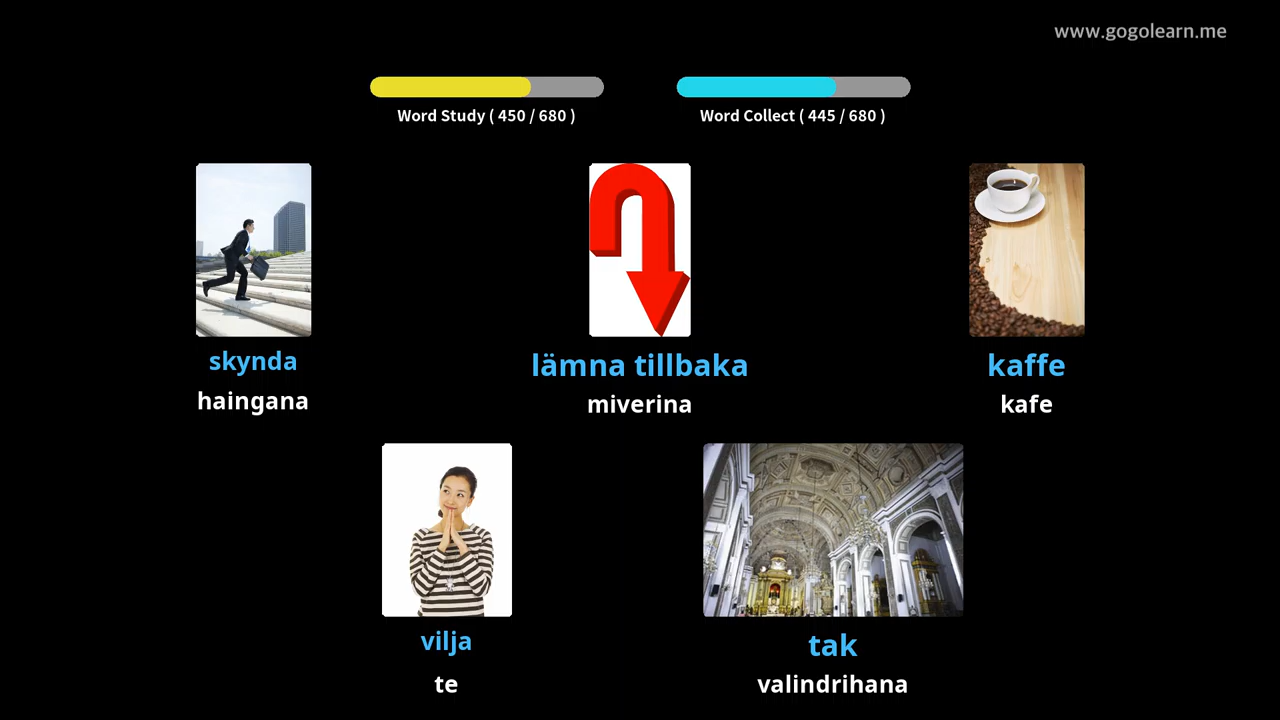 www.gogolearn.me
Word Study ( 450 / 680 )
Word Collect ( 445 / 680 )
skynda
haingana
lämna tillbaka
miverina
kaffe
kafe
vilja
te
tak
valindrihana